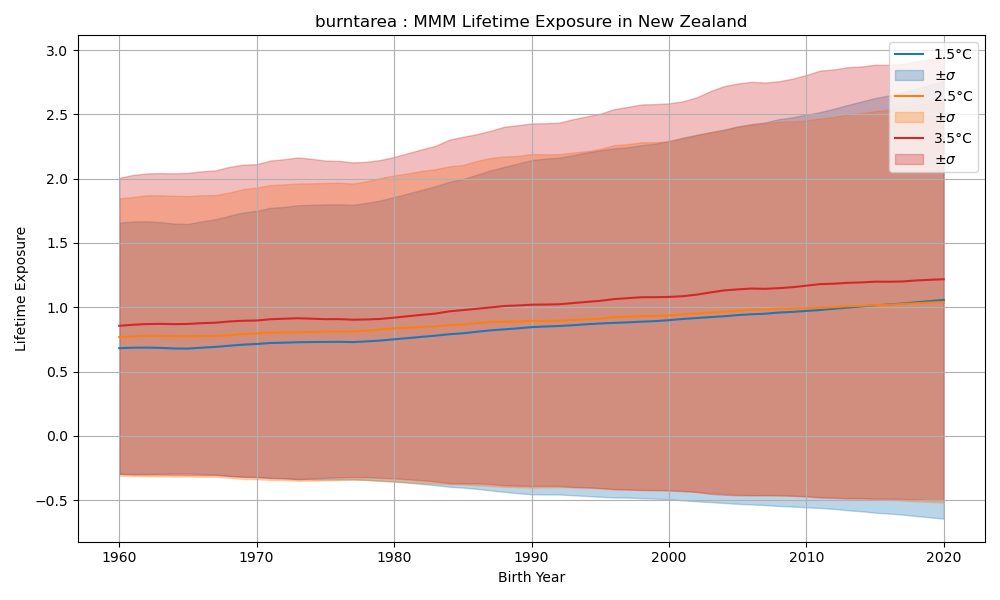 burntarea : MMM Lifetime Exposure in New Zealand
3.0
2.5
2.0
1.5
1.0
0.5
0.0
−0.5
Lifetime Exposure
1.5°C
±σ
2.5°C
±σ
3.5°C
±σ
1960 1970 1980 1990 2000 2010 2020
Birth Year